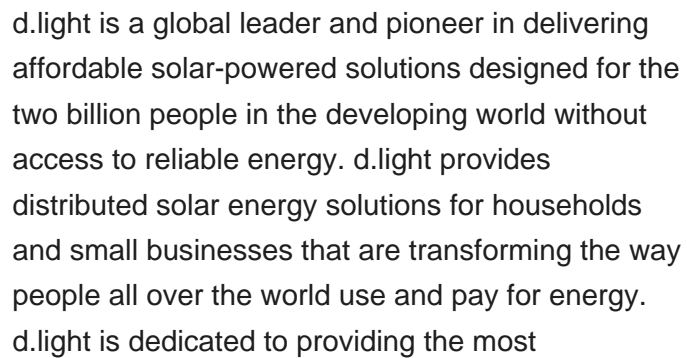 d.light is a global leader and pioneer in delivering
affordable solar-powered solutions designed for the
two billion people in the developing world without
access to reliable energy. d.light provides
distributed solar energy solutions for households
and small businesses that are transforming the way
people all over the world use and pay for energy.
d.light is dedicated to providing the most